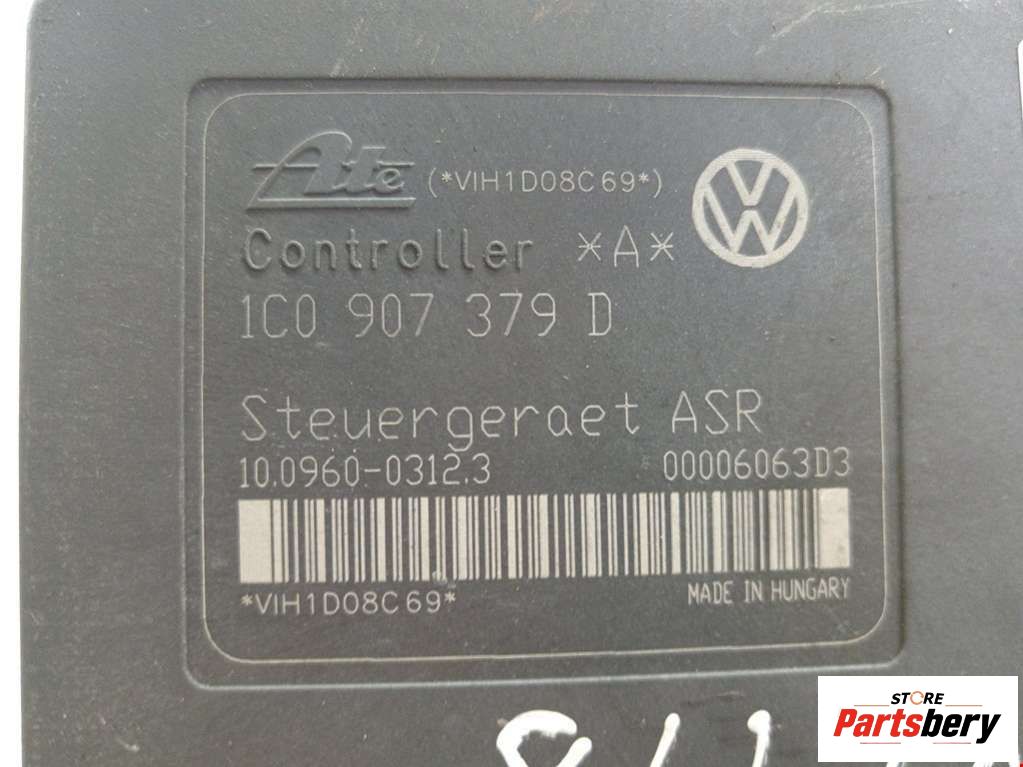 Ate (*VIH1D08C69*)
Controller *A*
1C0 907 379 D
Steuergeraet ASR
10.0960-0312.3 00006063D3
*VIH1D08C69*
MADE IN HUNGARY
STORE
Partsbery